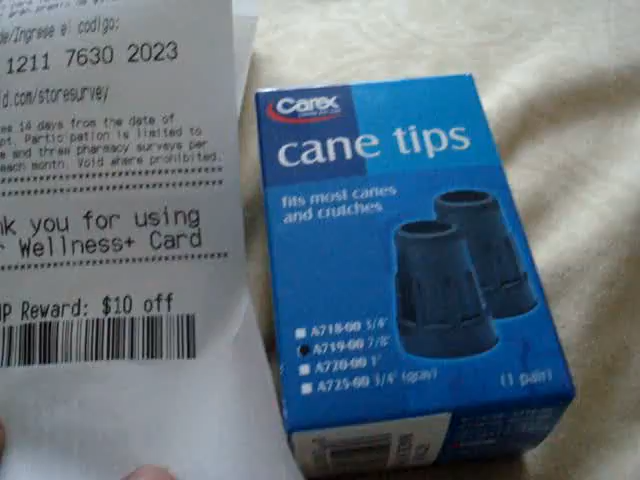 de/Ingrese el codigo:
1211 7630 2023
d.com/storesurvey
es 14 days from the date of
pt. Participation is limited to
e and three pharmacy surveys per
each month. Void where prohibited.
nk you for using
r Wellness+ Card
UP Reward: $10 off
Carex
cane tips
fits most canes
and crutches
A718-00 3/4"
A719-00 7/8"
A720-00 1"
A725-00 3/4" (gray)
(1 pair)